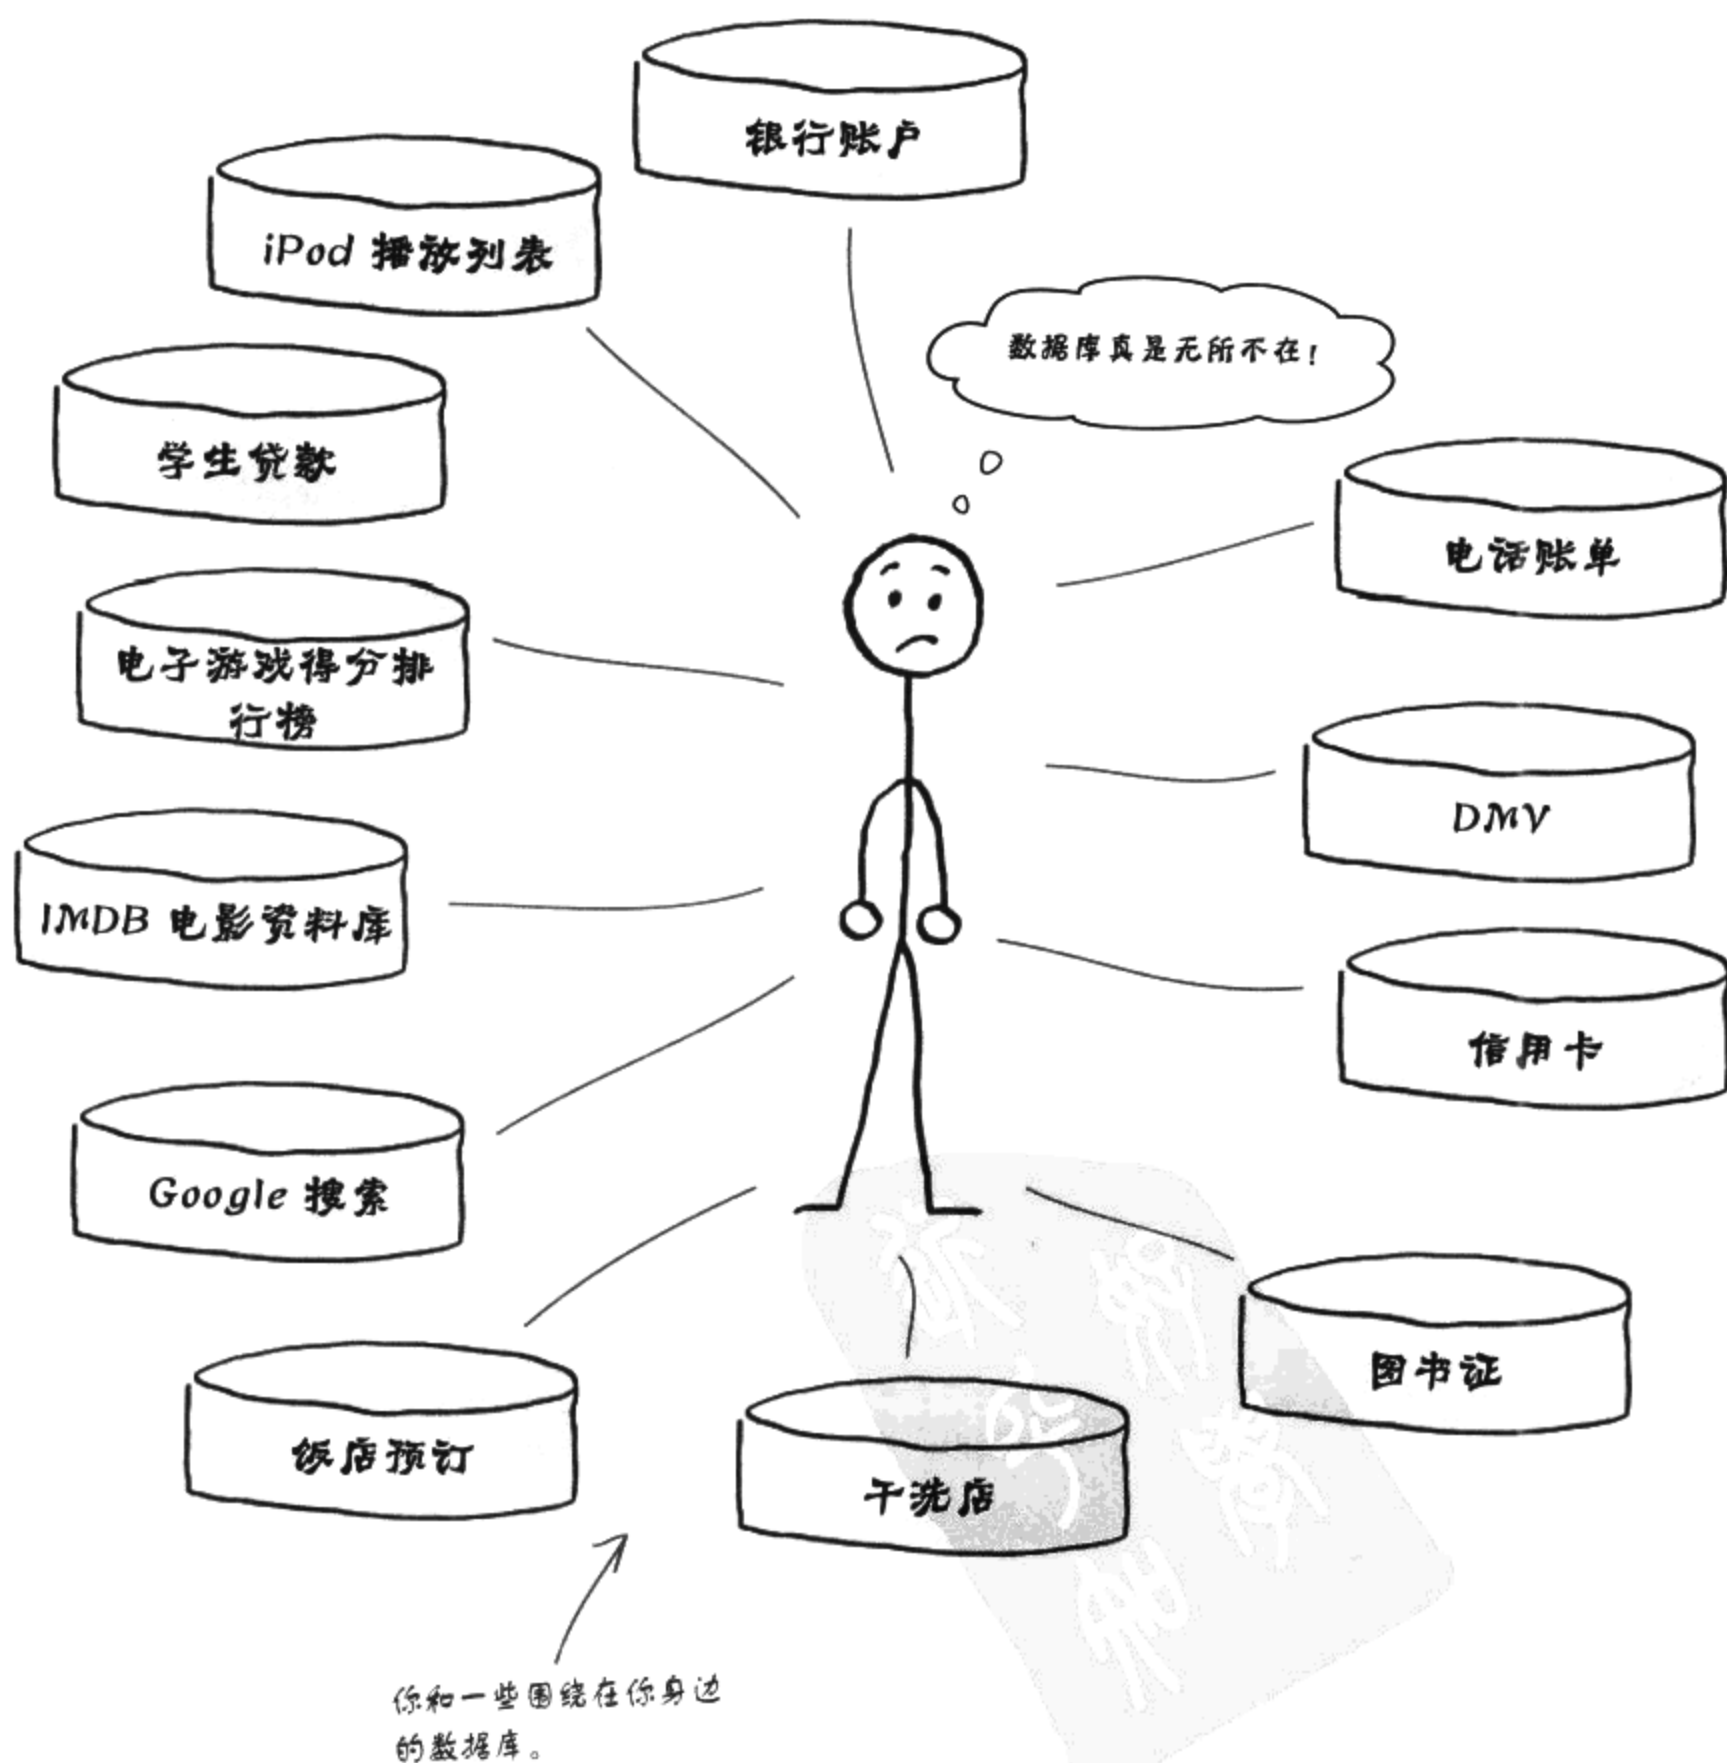 银行账户
iPod 播放列表
数据库真是无所不在！
学生贷款
电话账单
电子游戏得分排
行榜
DMV
IMDB 电影资料库
信用卡
Google 搜索
图书证
饭店预订
干洗店
你和一些围绕在你身边
的数据库。